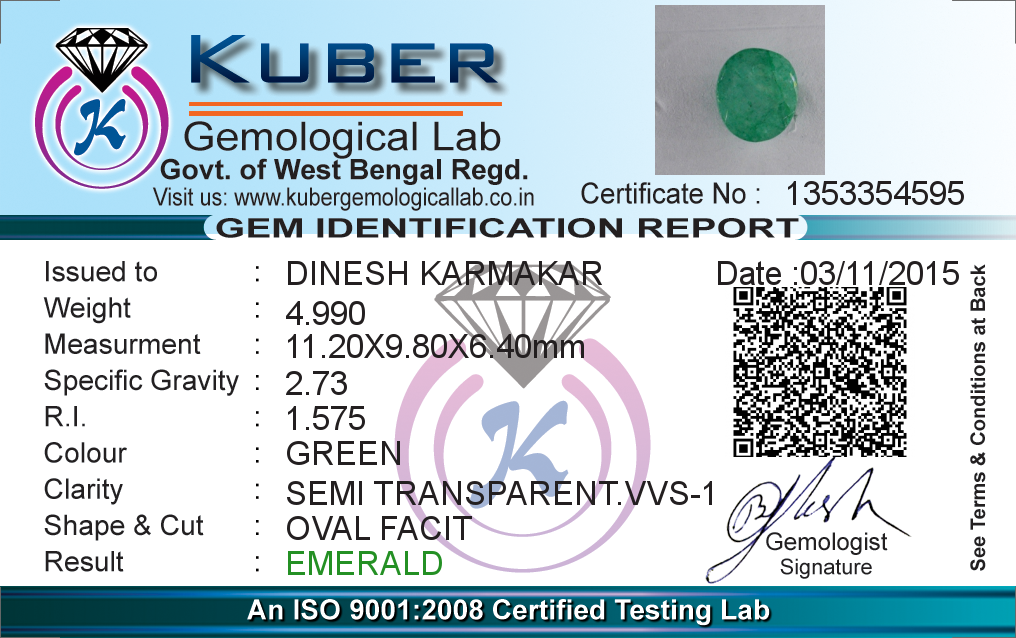 KUBER
Gemological Lab
Govt. of West Bengal Regd.
Visit us: www.kubergemologicallab.co.in
Certificate No : 1353354595
GEM IDENTIFICATION REPORT
Issued to : DINESH KARMAKAR
Date :03/11/2015
Weight : 4.990
Measurment : 11.20X9.80X6.40mm
Specific Gravity : 2.73
R.I. : 1.575
Colour : GREEN
Clarity : SEMI TRANSPARENT.VVS-1
Shape & Cut : OVAL FACIT
Result : EMERALD
K
K
Gemologist
Signature
See Terms & Conditions at Back
An ISO 9001:2008 Certified Testing Lab